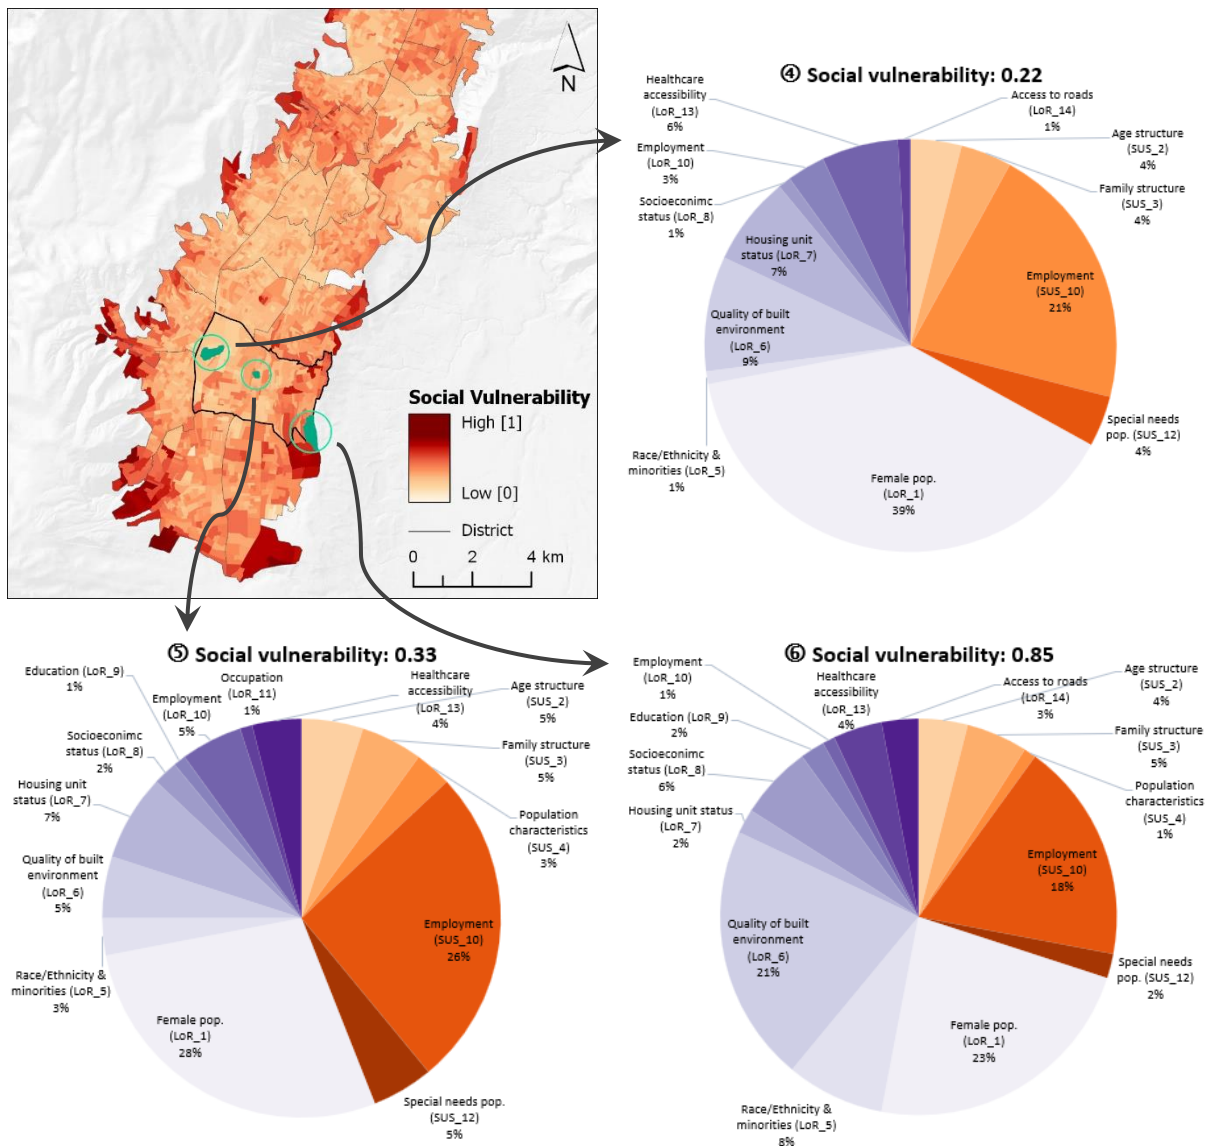 N
Social Vulnerability
High [1]
Low [0]
District
0 2 4 km
④ Social vulnerability: 0.22
Healthcare
accessibility
(LoR_13)
6%
Access to roads
(LoR_14)
1%
Age structure
(SUS_2)
4%
Family structure
(SUS_3)
4%
Employment
(LoR_10)
3%
Socioeconimc
status (LoR_8)
1%
Housing unit
status (LoR_7)
7%
Employment
(SUS_10)
21%
Quality of built
environment
(LoR_6)
9%
Special needs
pop. (SUS_12)
4%
Race/Ethnicity &
minorities (LoR_5)
1%
Female pop.
(LoR_1)
39%
⑤ Social vulnerability: 0.33
Education (LoR_9)
1%
Occupation
(LoR_11)
1%
Healthcare
accessibility
(LoR_13)
4%
Age structure
(SUS_2)
5%
Employment
(LoR_10)
5%
Family structure
(SUS_3)
5%
Socioeconimc
status (LoR_8)
2%
Housing unit
status (LoR_7)
7%
Population
characteristics
(SUS_4)
3%
Quality of built
environment
(LoR_6)
5%
Employment
(SUS_10)
26%
Race/Ethnicity &
minorities (LoR_5)
3%
Female pop.
(LoR_1)
28%
Special needs pop.
(SUS_12)
5%
⑥ Social vulnerability: 0.85
Employment
(LoR_10)
1%
Healthcare
accessibility
(LoR_13)
4%
Access to roads
(LoR_14)
3%
Age structure
(SUS_2)
4%
Education (LoR_9)
2%
Family structure
(SUS_3)
5%
Socioeconimc
status (LoR_8)
6%
Population
characteristics
(SUS_4)
1%
Housing unit status
(LoR_7)
2%
Employment
(SUS_10)
18%
Quality of built
environment
(LoR_6)
21%
Special needs
pop. (SUS_12)
2%
Female pop.
(LoR_1)
23%
Race/Ethnicity &
minorities (LoR_5)
8%